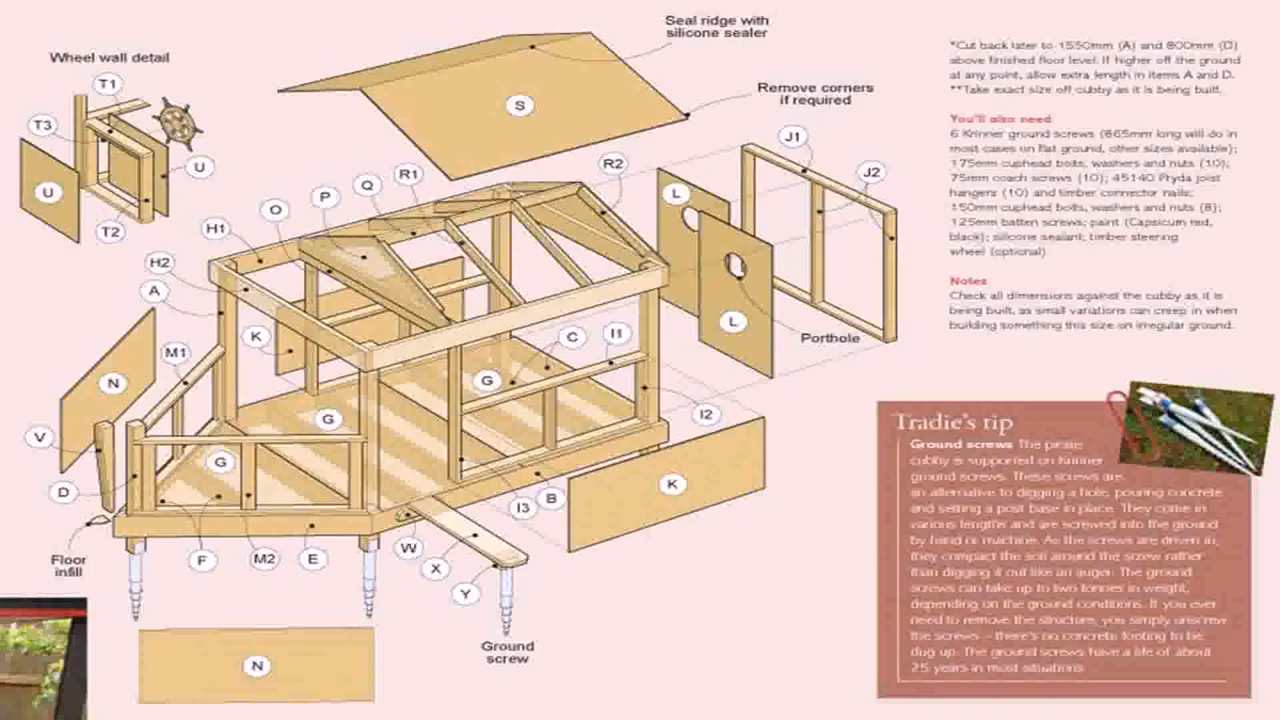 Wheel wall detail
T1
T3
U
U
T2
Seal ridge with
silicone sealer
S
Remove corners
if required
J1
J2
R2
R1
Q
P
O
H1
H2
A
L
L
Porthole
K
C
I1
G
G
G
I2
M1
N
V
D
Floor
infill
F
M2
E
W
X
Y
I3
B
K
Ground
screw
N
*Cut back later to 1550mm (A) and 800mm (D)
above finished floor level. If higher off the ground
at any point, allow extra length in items A and D.
**Take exact size off cubby as it is being built.
You'll also need
6 Krinner ground screws (865mm long will do in
most cases on flat ground, other sizes available);
175mm cuphead bolts, washers and nuts (10);
75mm coach screws (10); 45140 Pryda joist
hangers (10) and timber connector nails;
150mm cuphead bolts, washers and nuts (8);
125mm batten screws; paint (Capsicum red,
black); silicone sealant; timber steering
wheel (optional)
Notes
Check all dimensions against the cubby as it is
being built, as small variations can creep in when
building something this size on irregular ground.
Tradie's tip
Ground screws The pirate
cubby is supported on Krinner
ground screws. These screws are
an alternative to digging a hole, pouring concrete
and setting a post base in place. They come in
various lengths and are screwed into the ground
by hand or machine. As the screws are driven in,
they compact the soil around the screw rather
than digging it out like an auger. The ground
screws can take up to two tonnes in weight,
depending on the ground conditions. If you ever
need to remove the structure, you simply unscrew
the screws – there's no concrete footing to be
dug up. The ground screws have a life of about
25 years in most situations